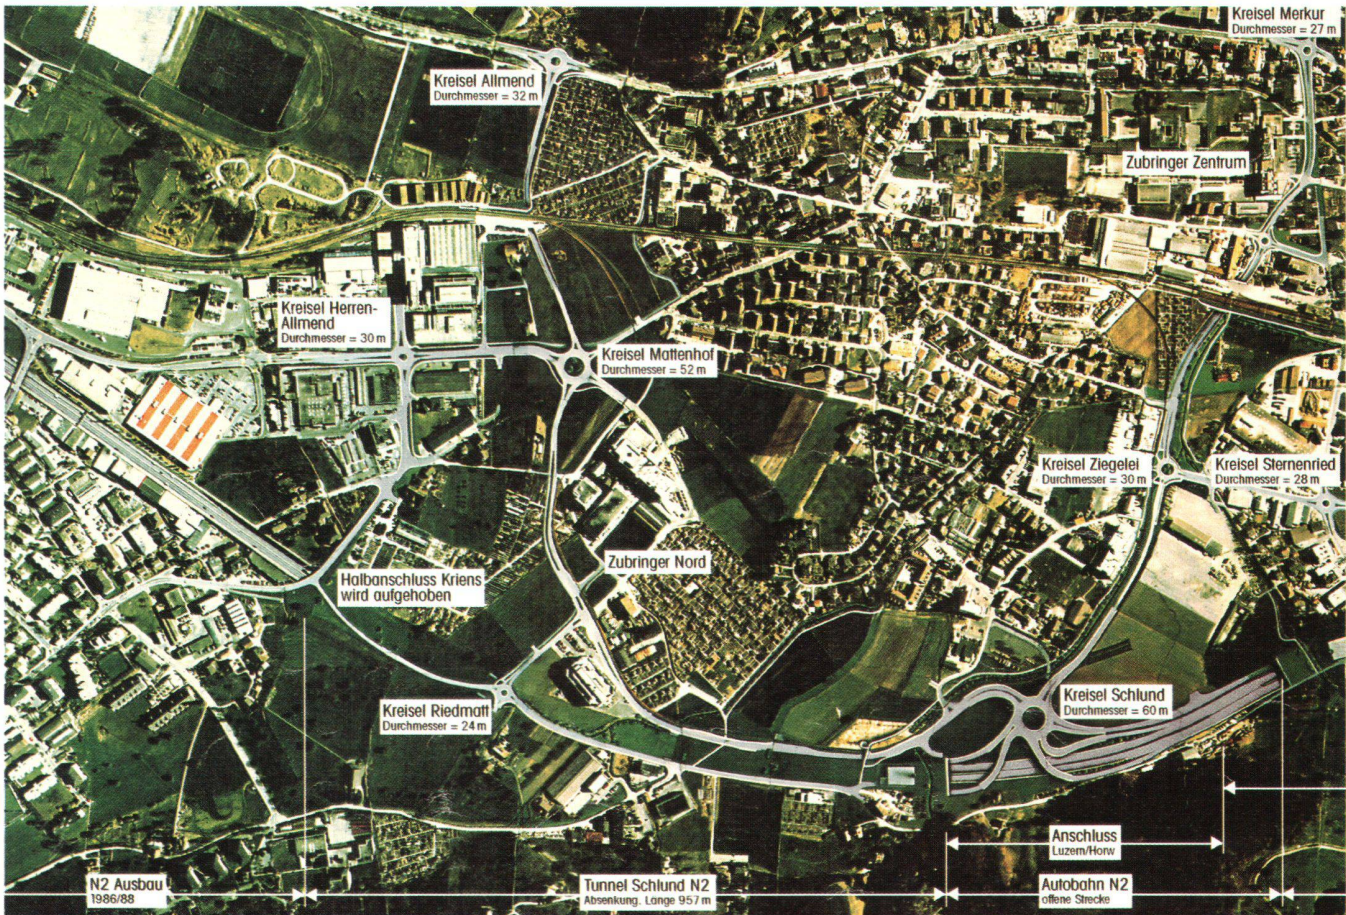 Kreisel Merkur
Durchmesser = 27 m
Kreisel Allmend
Durchmesser = 32 m
Zubringer Zentrum
Kreisel Herren-
Allmend
Durchmesser = 30 m
Kreisel Mattenhof
Durchmesser = 52 m
Kreisel Ziegelei
Durchmesser = 30 m
Kreisel Sternenried
Durchmesser = 28 m
Zubringer Nord
Halbanschluss Kriens
wird aufgehoben
Kreisel Riedmatt
Durchmesser = 24 m
Kreisel Schlund
Durchmesser = 60 m
Anschluss
Luzern/Horw
N2 Ausbau
1986/88
Tunnel Schlund N2
Absenkung. Länge 957 m
Autobahn N2
offene Strecke